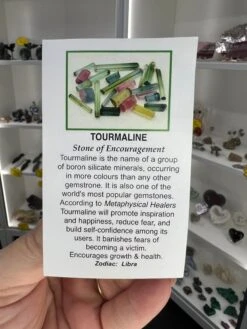 TOURMALINE
Stone of Encouragement
Tourmaline is the name of a group
of boron silicate minerals, occurring
in more colours than any other
gemstrone. It is also one of the
world's most popular gemstones.
According to Metaphysical Healers
Tourmaline will promote inspiration
and happiness, reduce fear, and
build self-confidence among its
users. It banishes fears of
becoming a victim.
Encourages growth & health.
Zodiac: Libra